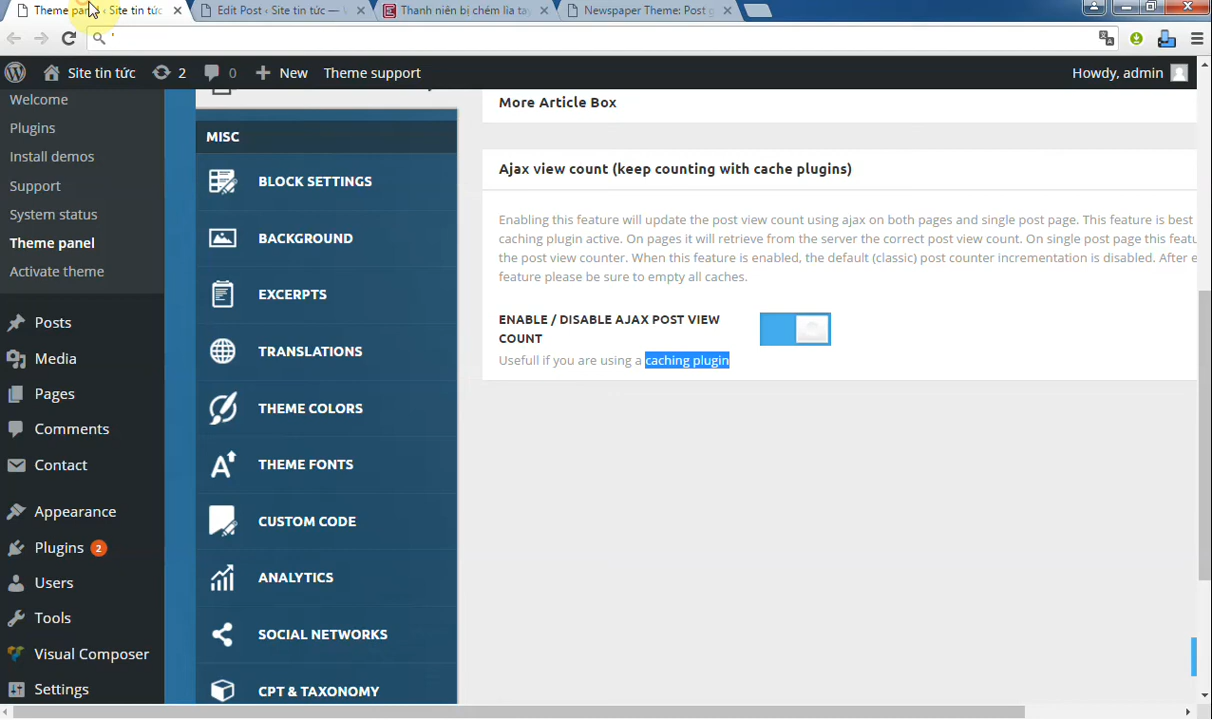 Theme pan ‹ Site tin tức
Edit Post ‹ Site tin tức —
Thanh niên bị chém lìa ta
Newspaper Theme: Post
'
Site tin tức
2
0
New
Theme support
Howdy, admin
Welcome
Plugins
Install demos
Support
System status
Theme panel
Activate theme
Posts
Media
Pages
Comments
Contact
Appearance
Plugins 2
Users
Tools
Visual Composer
Settings
MISC
BLOCK SETTINGS
BACKGROUND
EXCERPTS
TRANSLATIONS
THEME COLORS
THEME FONTS
CUSTOM CODE
ANALYTICS
SOCIAL NETWORKS
CPT & TAXONOMY
More Article Box
Ajax view count (keep counting with cache plugins)
Enabling this feature will update the post view count using ajax on both pages and single post page. This feature is best
caching plugin active. On pages it will retrieve from the server the correct post view count. On single post page this featu
the post view counter. When this feature is enabled, the default (classic) post counter incrementation is disabled. After e
feature please be sure to empty all caches.
ENABLE / DISABLE AJAX POST VIEW
COUNT
Usefull if you are using a caching plugin